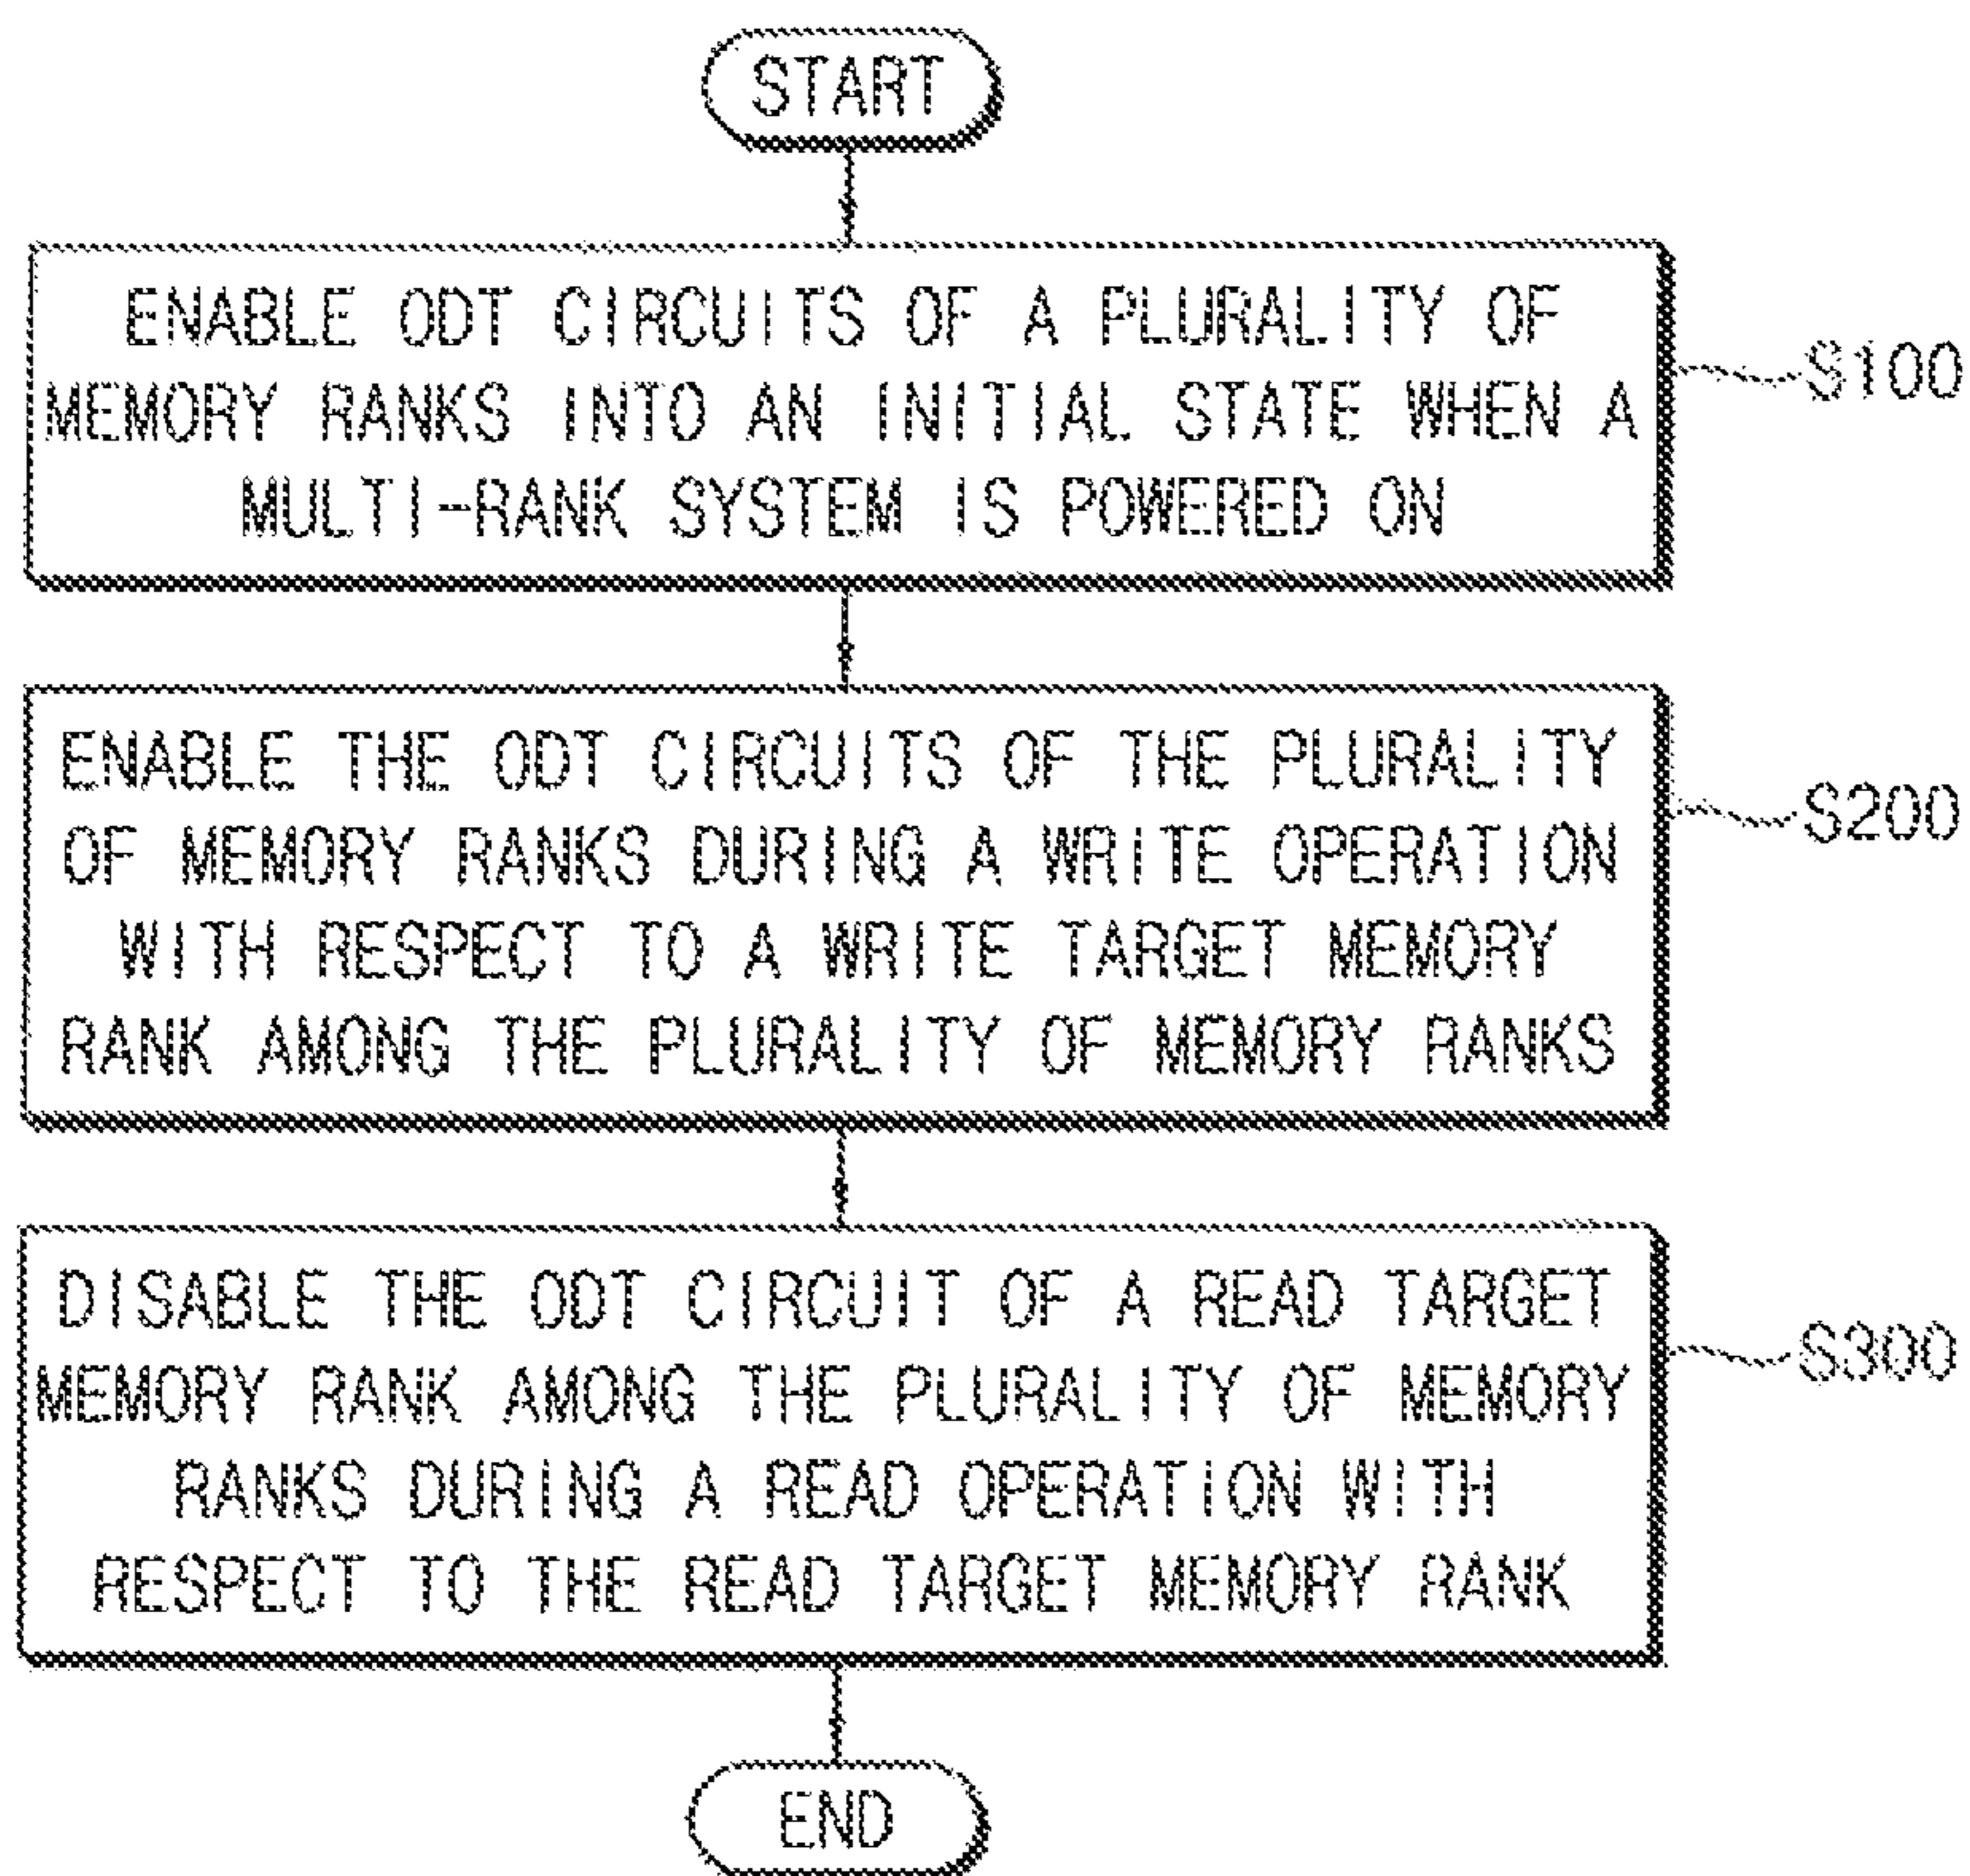 START
ENABLE ODT CIRCUITS OF A PLURALITY OF
MEMORY RANKS INTO AN INITIAL STATE WHEN A
MULTI-RANK SYSTEM IS POWERED ON
S100
ENABLE THE ODT CIRCUITS OF THE PLURALITY
OF MEMORY RANKS DURING A WRITE OPERATION
WITH RESPECT TO A WRITE TARGET MEMORY
RANK AMONG THE PLURALITY OF MEMORY RANKS
S200
DISABLE THE ODT CIRCUIT OF A READ TARGET
MEMORY RANK AMONG THE PLURALITY OF MEMORY
RANKS DURING A READ OPERATION WITH
RESPECT TO THE READ TARGET MEMORY RANK
S300
END